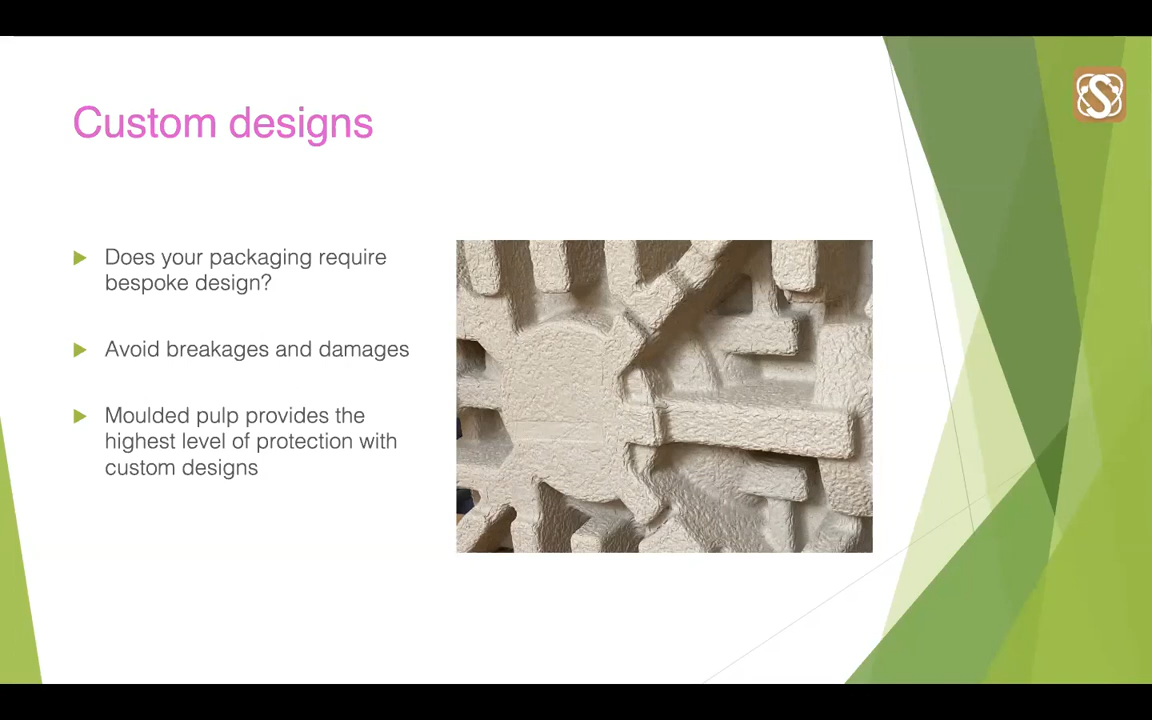 Custom designs
Does your packaging require
bespoke design?
Avoid breakages and damages
Moulded pulp provides the
highest level of protection with
custom designs
S